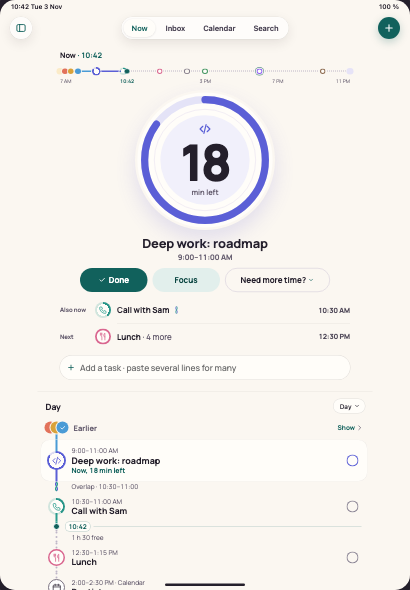 10:42 Tue 3 Nov
100 %
Now
Inbox
Calendar
Search
Now · 10:42
7 AM
10:42
3 PM
7 PM
11 PM
18
min left
Deep work: roadmap
9:00–11:00 AM
Done
Focus
Need more time?
Also now
Call with Sam
10:30 AM
Next
Lunch · 4 more
12:30 PM
Add a task · paste several lines for many
Day
Day
Earlier
Show
9:00–11:00 AM
Deep work: roadmap
Now, 18 min left
Overlap · 10:30–11:00
10:30–11:00 AM
Call with Sam
10:42
1 h 30 free
12:30–1:15 PM
Lunch
2:00–2:30 PM · Calendar